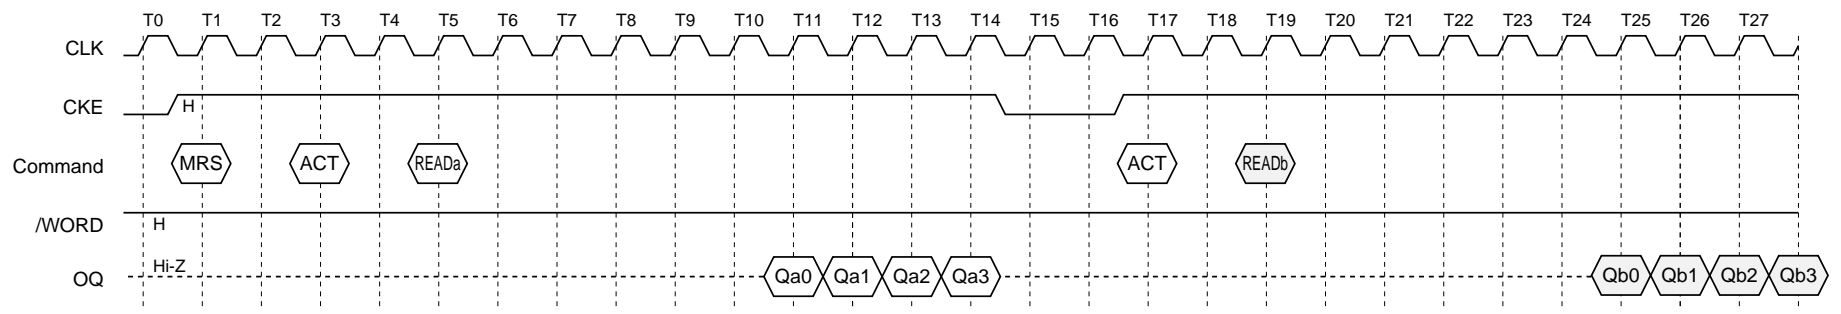 T0 T1 T2 T3 T4 T5 T6 T7 T8 T9 T10 T11 T12 T13 T14 T15 T16 T17 T18 T19 T20 T21 T22 T23 T24 T25 T26 T27
CLK
CKE H
Command MRS ACT READa ACT READb
/WORD H
OQ Hi-Z Qa0 Qa1 Qa2 Qa3 Qb0 Qb1 Qb2 Qb3